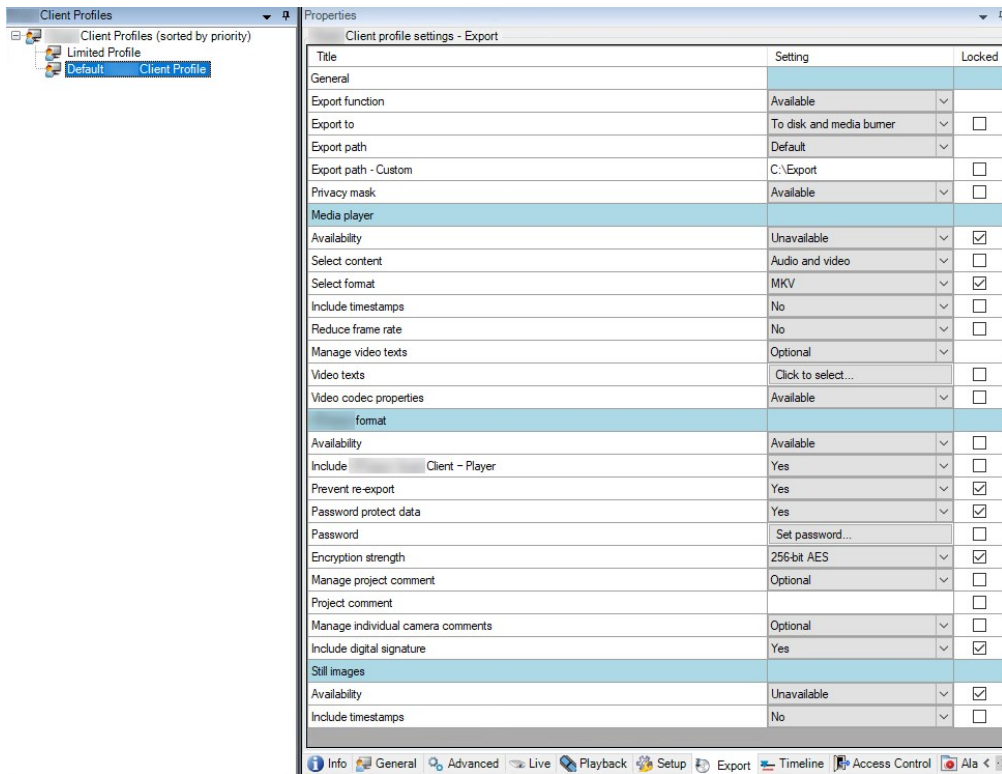 Client Profiles
Properties
Client Profiles (sorted by priority)
Limited Profile
Default Client Profile
Client profile settings - Export
Title Setting Locked
General
Export function Available
Export to To disk and media burner
Export path Default
Export path - Custom C:\Export
Privacy mask Available
Media player
Availability Unavailable
Select content Audio and video
Select format MKV
Include timestamps No
Reduce frame rate No
Manage video texts Optional
Video texts Click to select...
Video codec properties Available
format
Availability Available
Include Client – Player Yes
Prevent re-export Yes
Password protect data Yes
Password Set password...
Encryption strength 256-bit AES
Manage project comment Optional
Project comment
Manage individual camera comments Optional
Include digital signature Yes
Still images
Availability Unavailable
Include timestamps No
Info General Advanced Live Playback Setup Export Timeline Access Control Ala